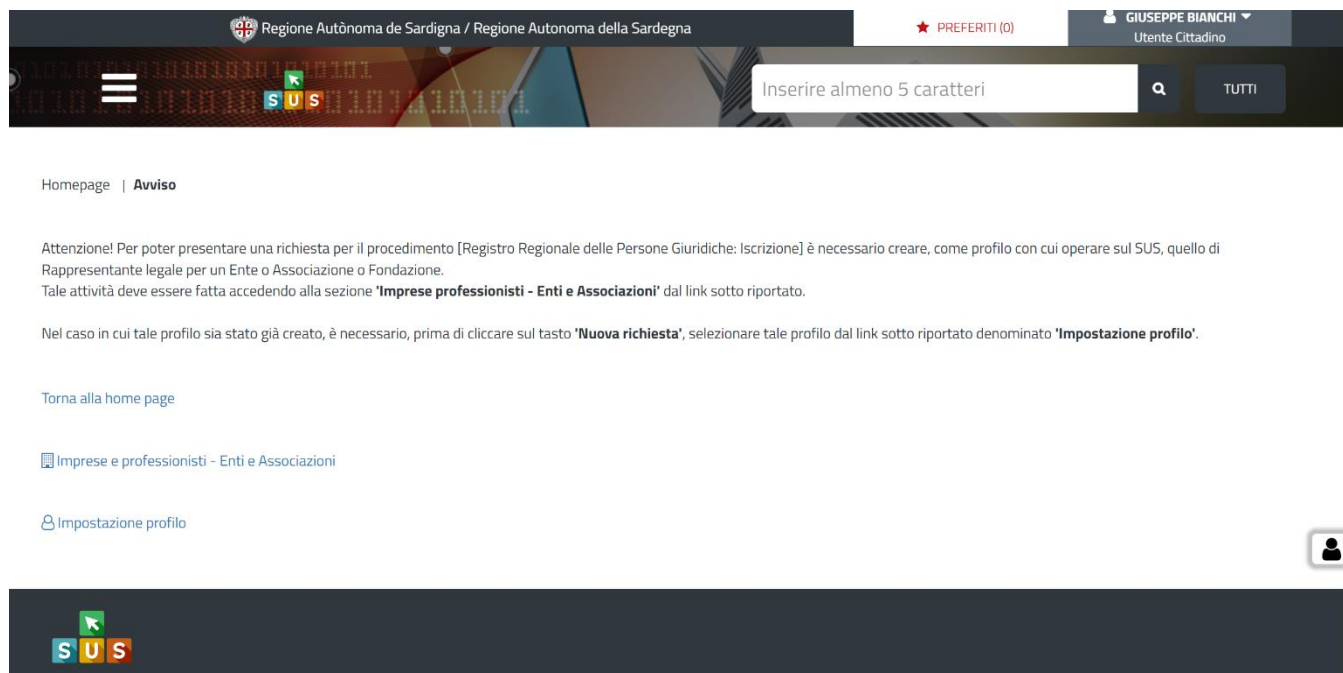 Regione Autònoma de Sardigna / Regione Autonoma della Sardegna
PREFERITI (0)
GIUSEPPE BIANCHI
Utente Cittadino
SUS
Inserire almeno 5 caratteri
TUTTI
Homepage | Avviso
Attenzione! Per poter presentare una richiesta per il procedimento [Registro Regionale delle Persone Giuridiche: Iscrizione] è necessario creare, come profilo con cui operare sul SUS, quello di
Rappresentante legale per un Ente o Associazione o Fondazione.
Tale attività deve essere fatta accedendo alla sezione 'Imprese professionisti - Enti e Associazioni' dal link sotto riportato.
Nel caso in cui tale profilo sia stato già creato, è necessario, prima di cliccare sul tasto 'Nuova richiesta', selezionare tale profilo dal link sotto riportato denominato 'Impostazione profilo'.
Torna alla home page
Imprese e professionisti - Enti e Associazioni
Impostazione profilo
SUS